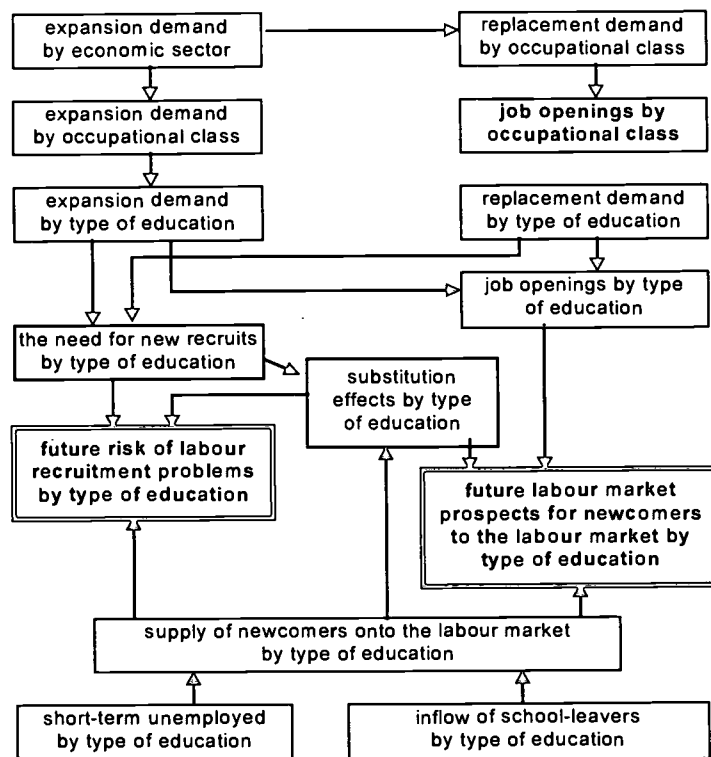 expansion demand
by economic sector
replacement demand
by occupational class
expansion demand
by occupational class
job openings by
occupational class
expansion demand
by type of education
replacement demand
by type of education
job openings by type
of education
the need for new recruits
by type of education
substitution
effects by type
of education
future risk of labour
recruitment problems
by type of education
future labour market
prospects for newcomers
to the labour market by
type of education
supply of newcomers onto the labour market
by type of education
short-term unemployed
by type of education
inflow of school-leavers
by type of education